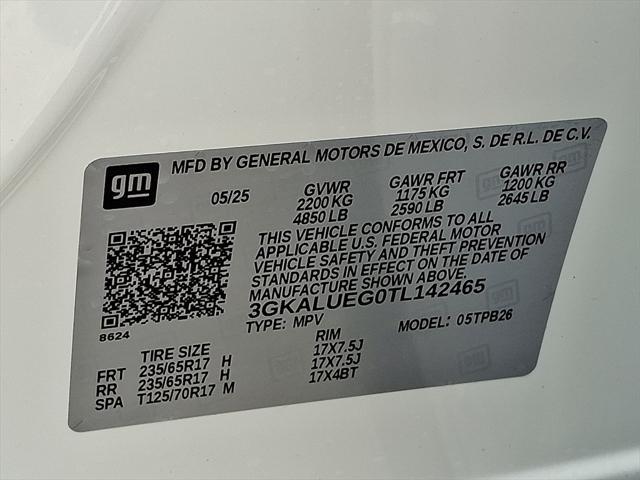 gm
MFD BY GENERAL MOTORS DE MEXICO, S. DE R.L. DE C.V.
05/25 GVWR GAWR FRT GAWR RR
2200 KG 1175 KG 1200 KG
4850 LB 2590 LB 2645 LB
THIS VEHICLE CONFORMS TO ALL
APPLICABLE U.S. FEDERAL MOTOR
VEHICLE SAFETY AND THEFT PREVENTION
STANDARDS IN EFFECT ON THE DATE OF
MANUFACTURE SHOWN ABOVE.
3GKALUEG0TL142465
TYPE: MPV MODEL: 05TPB26
8624
TIRE SIZE RIM
FRT 235/65R17 H 17X7.5J
RR 235/65R17 H 17X7.5J
SPA T125/70R17 M 17X4BT